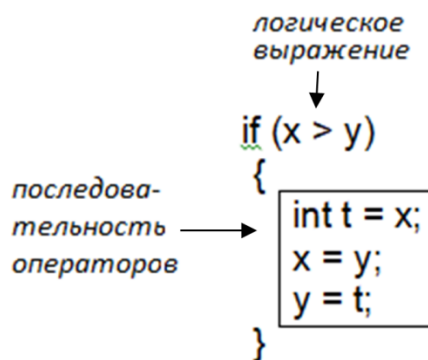 логическое
выражение
if (x > y)
{
последова-
тельность
операторов
int t = x;
x = y;
y = t;
}